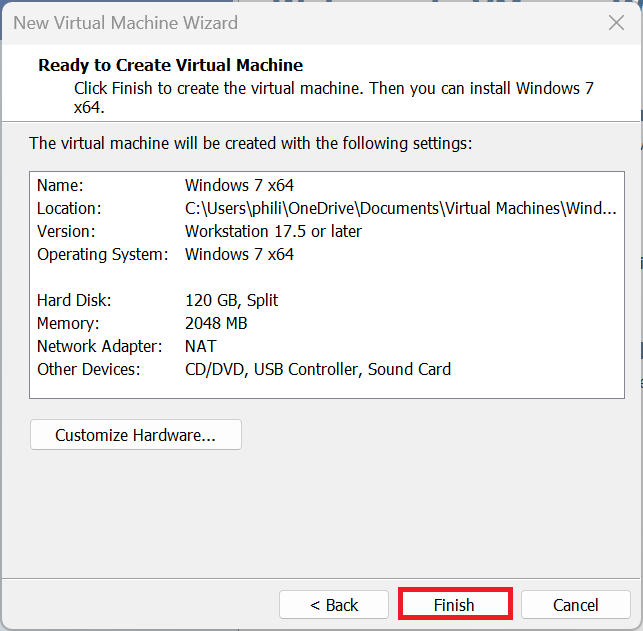 New Virtual Machine Wizard
Ready to Create Virtual Machine
Click Finish to create the virtual machine. Then you can install Windows 7
x64.
The virtual machine will be created with the following settings:
Name: Windows 7 x64
Location: C:\Users\phili\OneDrive\Documents\Virtual Machines\Wind...
Version: Workstation 17.5 or later
Operating System: Windows 7 x64
Hard Disk: 120 GB, Split
Memory: 2048 MB
Network Adapter: NAT
Other Devices: CD/DVD, USB Controller, Sound Card
Customize Hardware...
< Back Finish Cancel